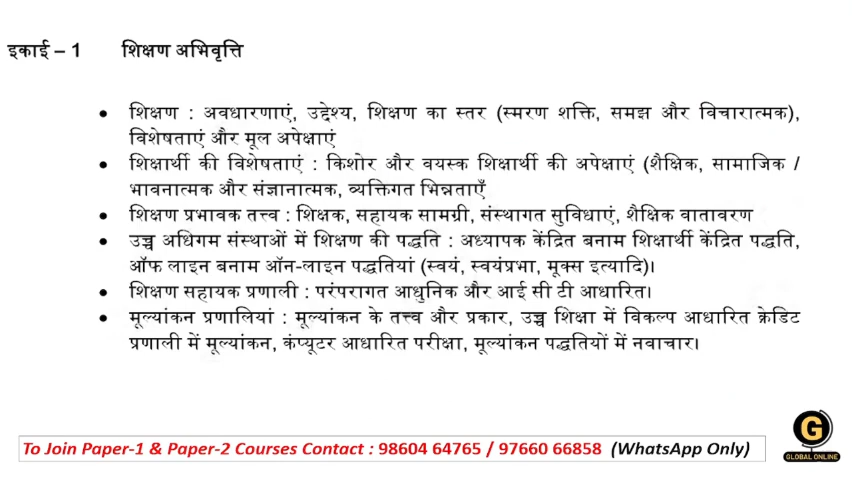 इकाई – 1 शिक्षण अभिवृत्ति
• शिक्षण : अवधारणाएं, उद्देश्य, शिक्षण का स्तर (स्मरण शक्ति, समझ और विचारात्मक),
विशेषताएं और मूल अपेक्षाएं
• शिक्षार्थी की विशेषताएं : किशोर और वयस्क शिक्षार्थी की अपेक्षाएं (शैक्षिक, सामाजिक /
भावनात्मक और संज्ञानात्मक, व्यक्तिगत भिन्नताएँ
• शिक्षण प्रभावक तत्त्व : शिक्षक, सहायक सामग्री, संस्थागत सुविधाएं, शैक्षिक वातावरण
• उच्च अधिगम संस्थाओं में शिक्षण की पद्धति : अध्यापक केंद्रित बनाम शिक्षार्थी केंद्रित पद्धति,
ऑफ लाइन बनाम ऑन-लाइन पद्धतियां (स्वयं, स्वयंप्रभा, मूक्स इत्यादि)।
• शिक्षण सहायक प्रणाली : परंपरागत आधुनिक और आई सी टी आधारित।
• मूल्यांकन प्रणालियां : मूल्यांकन के तत्त्व और प्रकार, उच्च शिक्षा में विकल्प आधारित क्रेडिट
प्रणाली में मूल्यांकन, कंप्यूटर आधारित परीक्षा, मूल्यांकन पद्धतियों में नवाचार।
To Join Paper-1 & Paper-2 Courses Contact : 98604 64765 / 97660 66858 (WhatsApp Only)
G
GLOBAL ONLINE